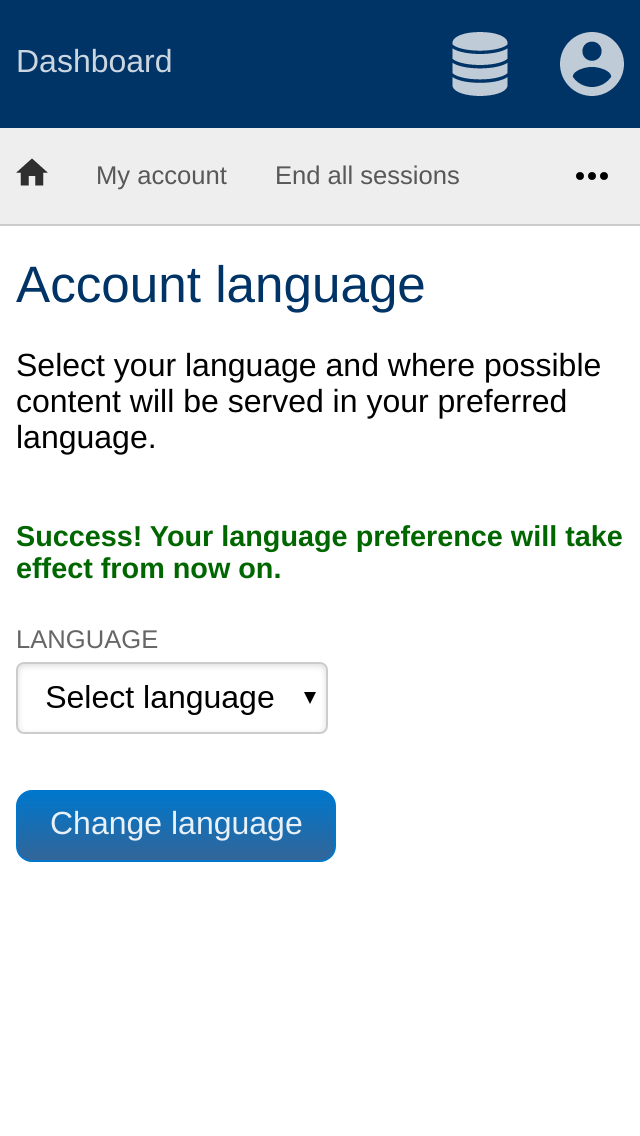 Dashboard
My account
End all sessions
Account language
Select your language and where possible
content will be served in your preferred
language.
Success! Your language preference will take
effect from now on.
LANGUAGE
Select language
Change language